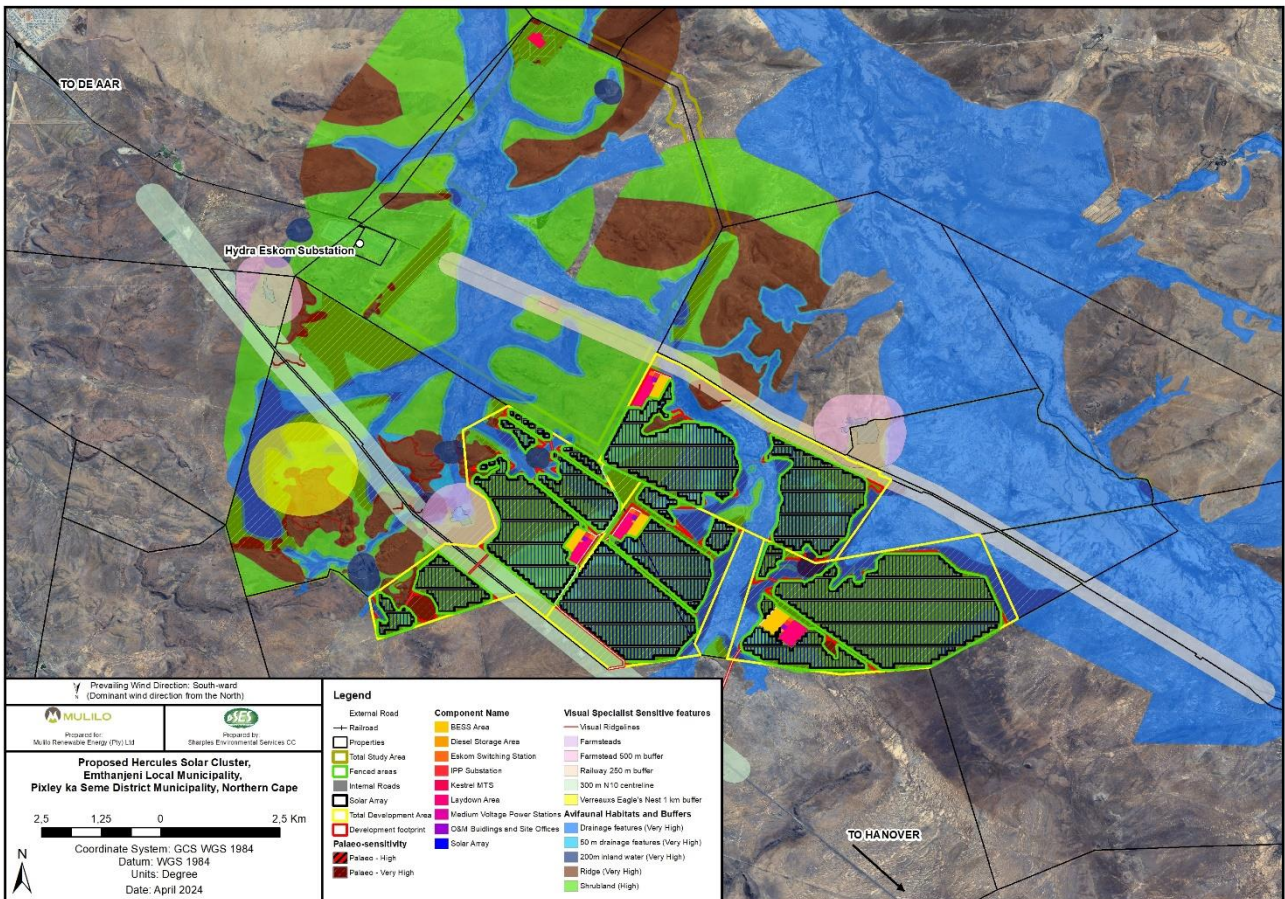 TO DE AAR
Hydra Eskom Substation
TO HANOVER
Prevailing Wind Direction: South-ward
(Dominant wind direction from the North)
MULILO
Prepared for:
Mulilo Renewable Energy (Pty) Ltd
SES
Prepared by:
Sharples Environmental Services CC
Proposed Hercules Solar Cluster,
Emthanjeni Local Municipality,
Pixley ka Seme District Municipality, Northern Cape
2,5 1,25 0 2,5 Km
N
Coordinate System: GCS WGS 1984
Datum: WGS 1984
Units: Degree
Date: April 2024
Legend
External Road
Railroad
Properties
Total Study Area
Fenced areas
Internal Roads
Solar Array
Total Development Area
Development footprint
Palaeo-sensitivity
Palaeo - High
Palaeo - Very High
Component Name
BESS Area
Diesel Storage Area
Eskom Switching Station
IPP Substation
Kestrel MTS
Laydown Area
Medium Voltage Power Stations
O&M Buidings and Site Offices
Solar Array
Visual Specialist Sensitive features
Visual Ridgelines
Farmsteads
Farmstead 500 m buffer
Railway 250 m buffer
300 m N10 centreline
Verreauxs Eagle's Nest 1 km buffer
Avifaunal Habitats and Buffers
Drainage features (Very High)
50 m drainage features (Very High)
200m inland water (Very High)
Ridge (Very High)
Shrubland (High)